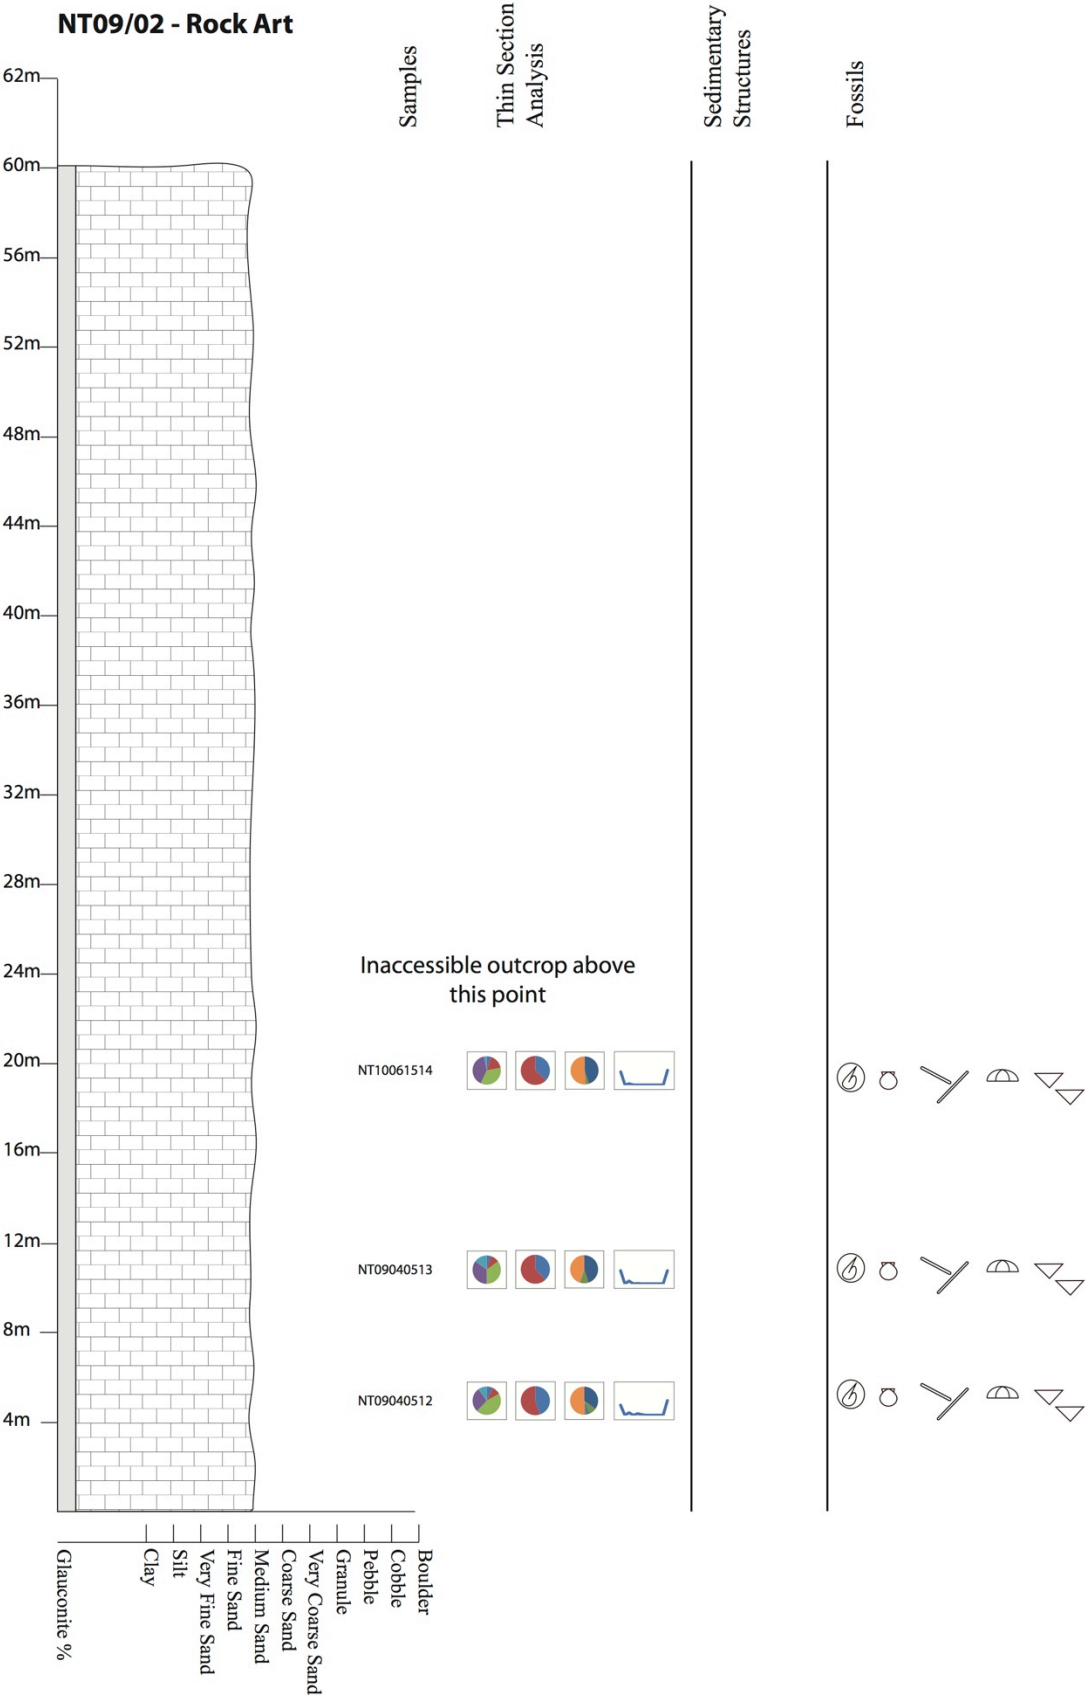 NT09/02 - Rock Art
Samples
Thin Section
Analysis
Sedimentary
Structures
Fossils
62m
60m
56m
52m
48m
44m
40m
36m
32m
28m
24m
Inaccessible outcrop above
this point
20m
NT10061514
16m
12m
NT09040513
8m
NT09040512
4m
Glauconite %
Clay
Silt
Very Fine Sand
Fine Sand
Medium Sand
Coarse Sand
Very Coarse Sand
Granule
Pebble
Cobble
Boulder